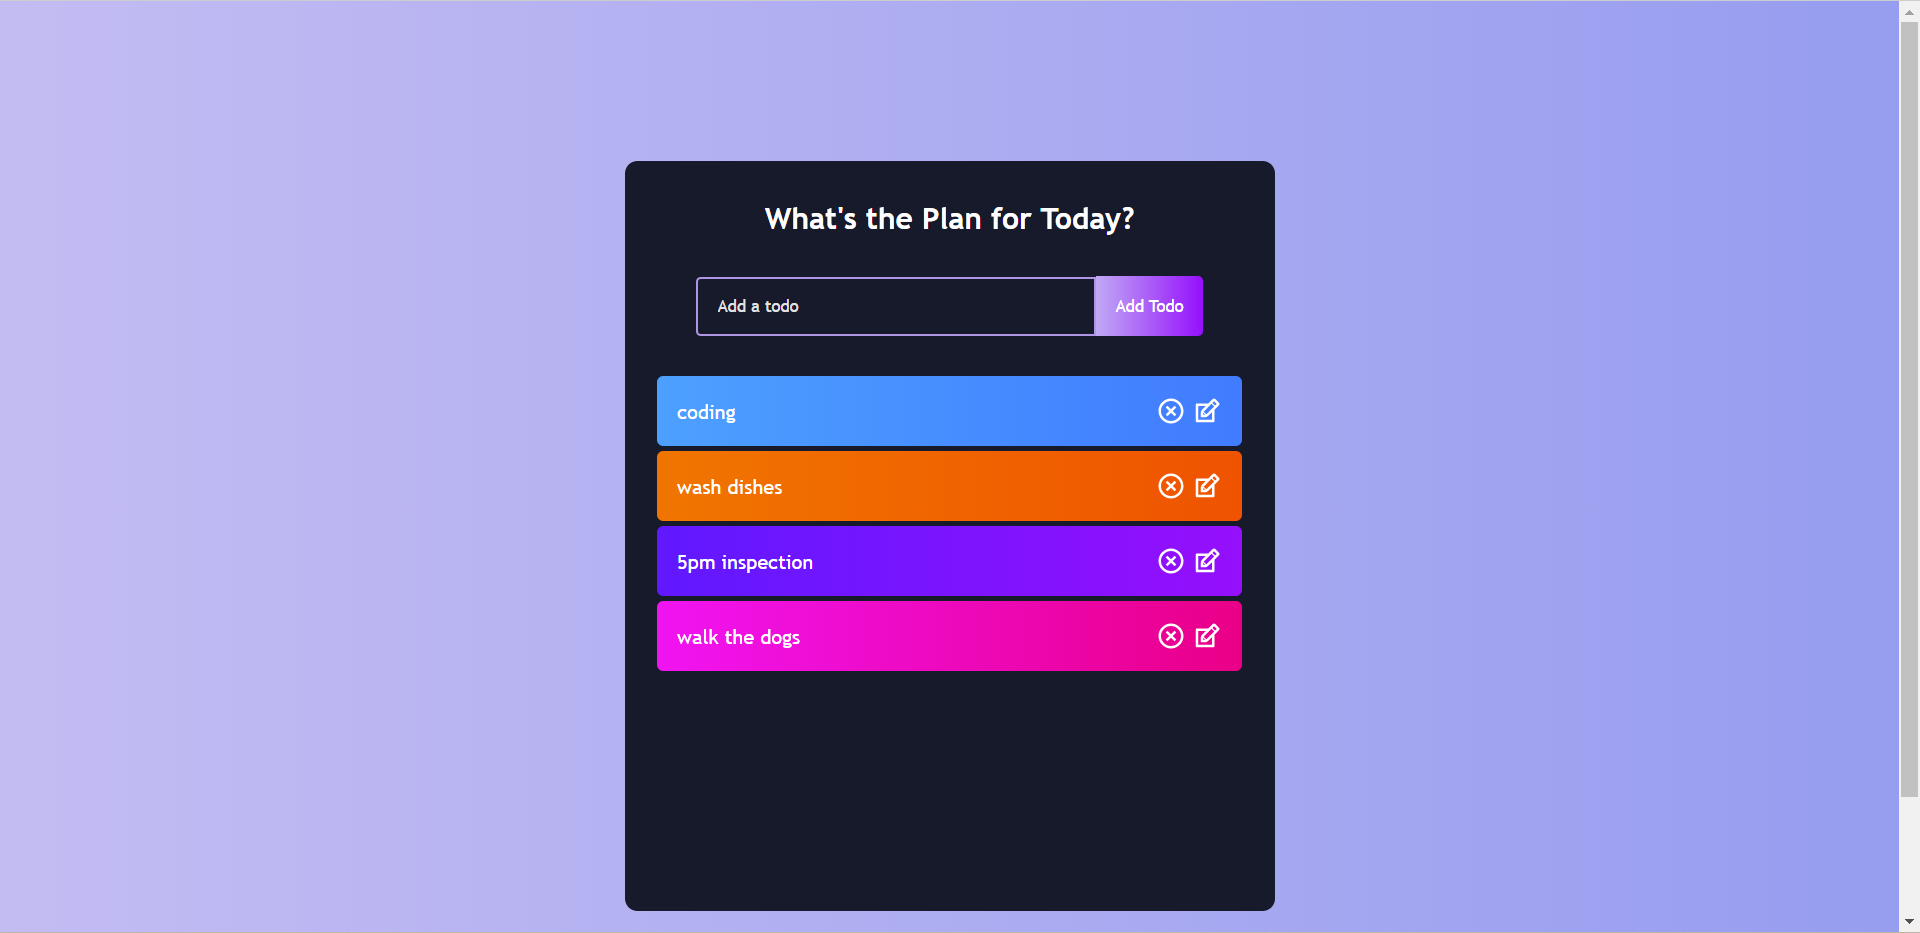 What's the Plan for Today?
Add a todo
Add Todo
coding
wash dishes
5pm inspection
walk the dogs